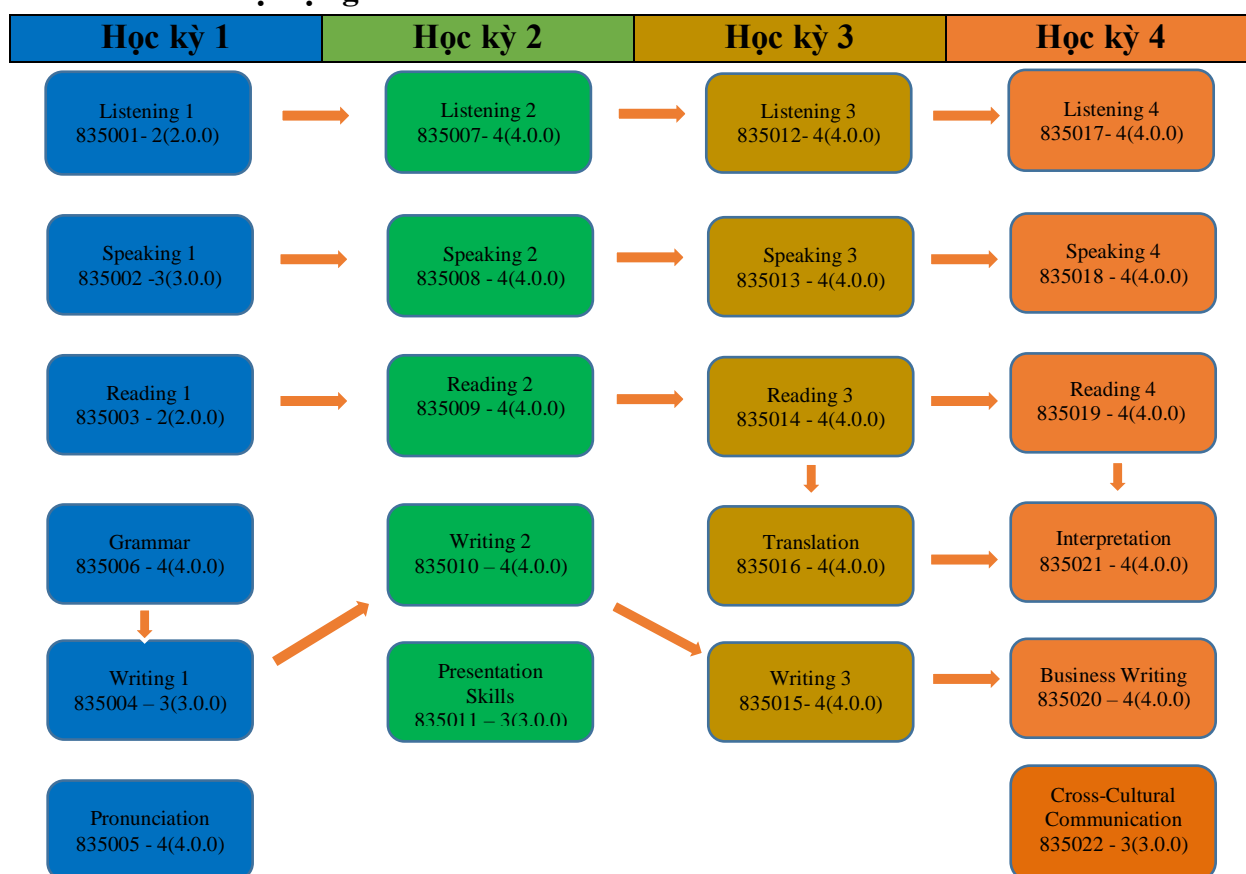 Học kỳ 1 Học kỳ 2 Học kỳ 3 Học kỳ 4
Listening 1
835001- 2(2.0.0)
Listening 2
835007- 4(4.0.0)
Listening 3
835012- 4(4.0.0)
Listening 4
835017- 4(4.0.0)
Speaking 1
835002 -3(3.0.0)
Speaking 2
835008 - 4(4.0.0)
Speaking 3
835013 - 4(4.0.0)
Speaking 4
835018 - 4(4.0.0)
Reading 1
835003 - 2(2.0.0)
Reading 2
835009 - 4(4.0.0)
Reading 3
835014 - 4(4.0.0)
Reading 4
835019 - 4(4.0.0)
Grammar
835006 - 4(4.0.0)
Writing 2
835010 – 4(4.0.0)
Translation
835016 - 4(4.0.0)
Interpretation
835021 - 4(4.0.0)
Writing 1
835004 – 3(3.0.0)
Presentation
Skills
835011 – 3(3.0.0)
Writing 3
835015- 4(4.0.0)
Business Writing
835020 – 4(4.0.0)
Pronunciation
835005 - 4(4.0.0)
Cross-Cultural
Communication
835022 - 3(3.0.0)